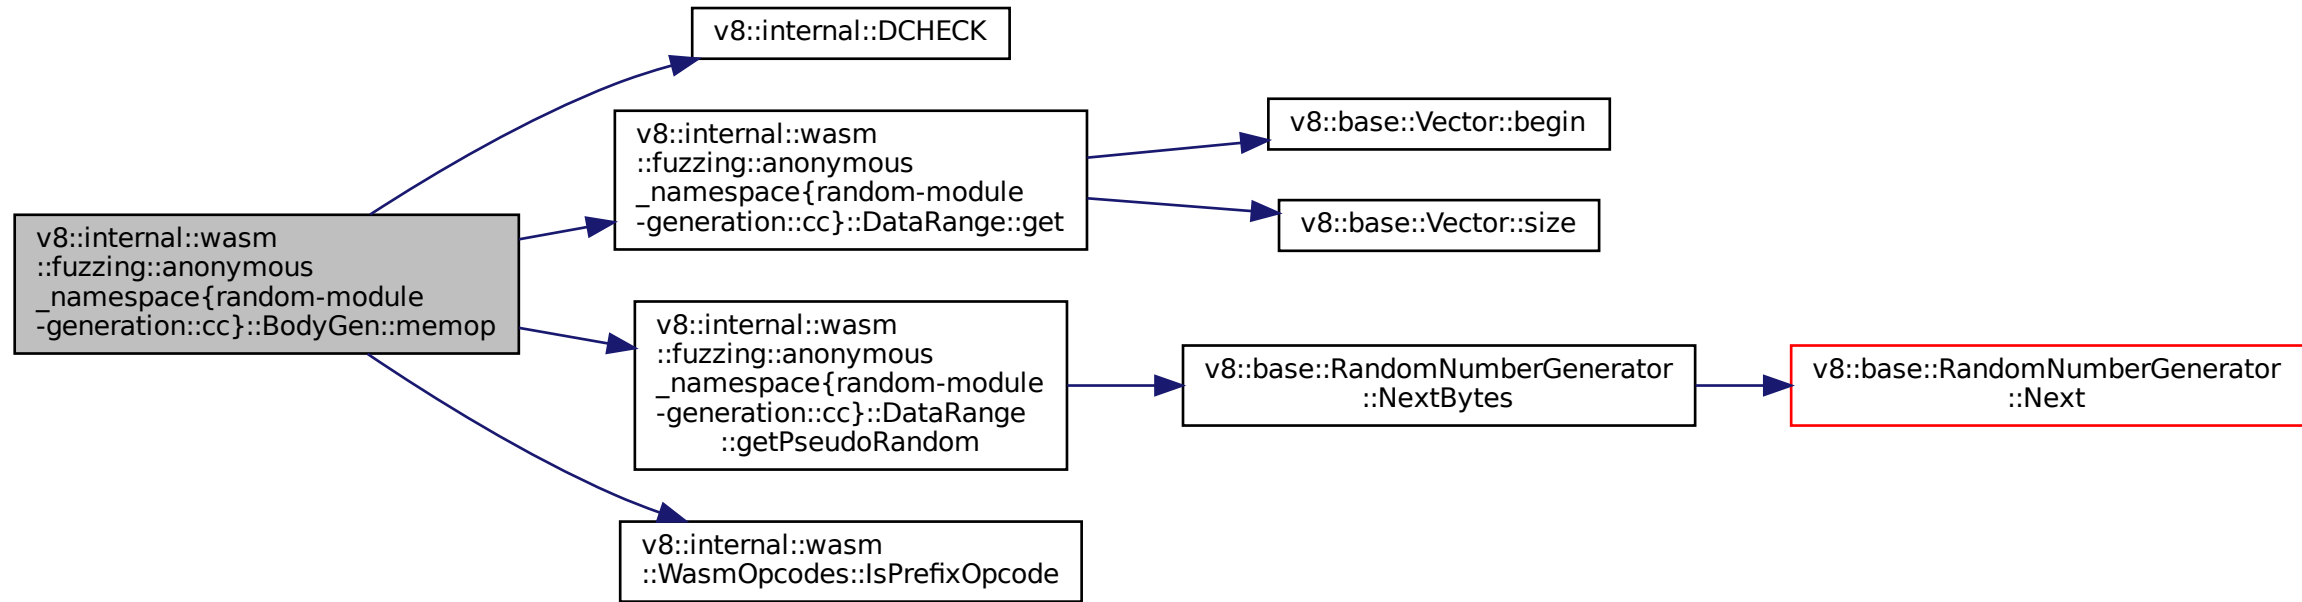 v8::internal::DCHECK
v8::internal::wasm
::fuzzing::anonymous
_namespace{random-module
-generation::cc}::DataRange::get
v8::base::Vector::begin
v8::base::Vector::size
v8::internal::wasm
::fuzzing::anonymous
_namespace{random-module
-generation::cc}::BodyGen::memop
v8::internal::wasm
::fuzzing::anonymous
_namespace{random-module
-generation::cc}::DataRange
::getPseudoRandom
v8::base::RandomNumberGenerator
::NextBytes
v8::base::RandomNumberGenerator
::Next
v8::internal::wasm
::WasmOpcodes::IsPrefixOpcode